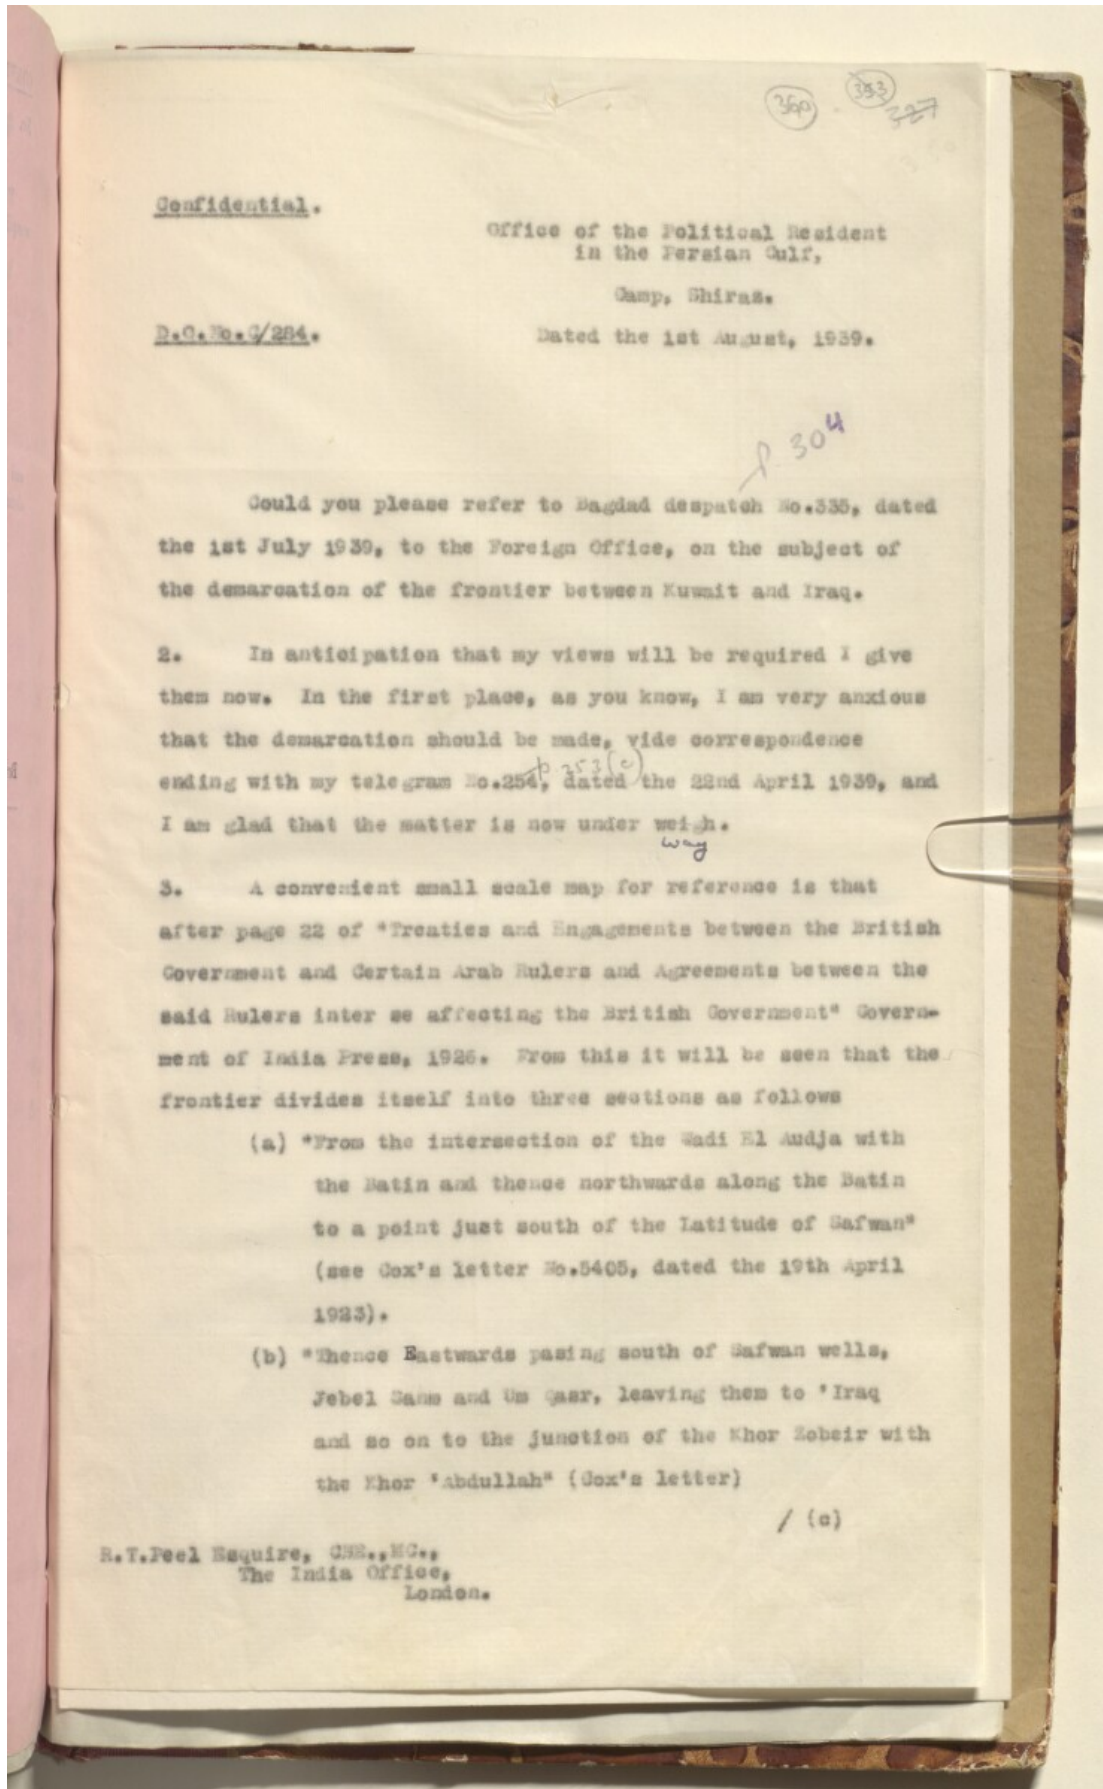 360 353 327
Confidential.
Office of the Political Resident
in the Persian Gulf,
Camp, Shiraz.
D.O.No.C/284.
Dated the 1st August, 1939.
p 304
Could you please refer to Bagdad despatch No.335, dated
the 1st July 1939, to the Foreign Office, on the subject of
the demarcation of the frontier between Kuwait and Iraq.
2. In anticipation that my views will be required I give
them now. In the first place, as you know, I am very anxious
that the demarcation should be made, vide correspondence
p 253(c)
ending with my telegram No.254, dated the 22nd April 1939, and
I am glad that the matter is now under weigh.
way
3. A convenient small scale map for reference is that
after page 22 of "Treaties and Engagements between the British
Government and Certain Arab Rulers and Agreements between the
said Rulers inter se affecting the British Government" Govern-
ment of India Press, 1926. From this it will be seen that the
frontier divides itself into three sections as follows
(a) "From the intersection of the Wadi El Audja with
the Batin and thence northwards along the Batin
to a point just south of the Latitude of Safwan"
(see Cox's letter No.5405, dated the 19th April
1923).
(b) "Thence Eastwards pasing south of Safwan wells,
Jebel Sanm and Um Qasr, leaving them to 'Iraq
and so on to the junction of the Khor Zobeir with
the Khor 'Abdullah" (Cox's letter)
/ (c)
R.T.Peel Esquire, CBE.,MC.,
The India Office,
London.